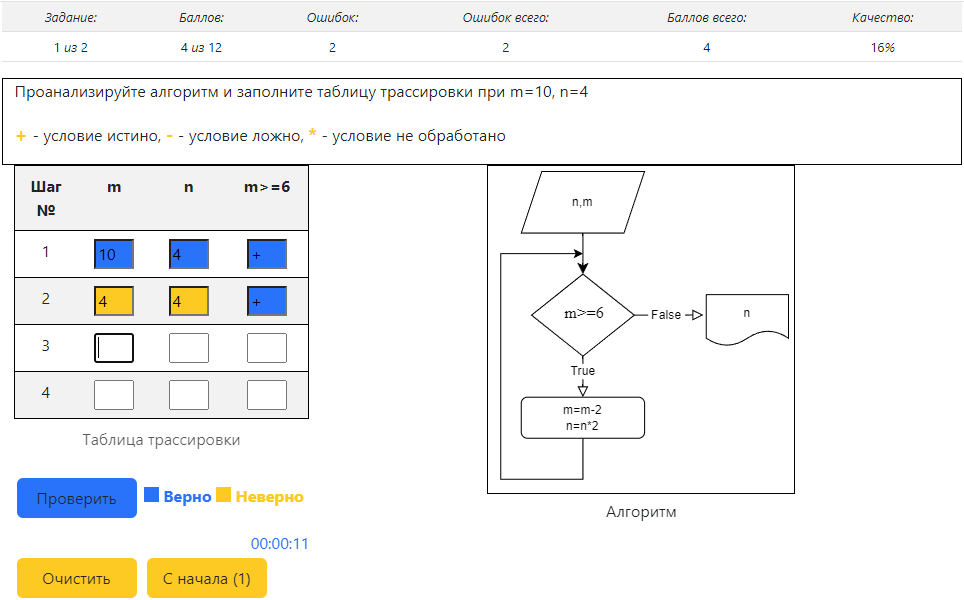 Задание: Баллов: Ошибок: Ошибок всего: Баллов всего: Качество:
1 из 2 4 из 12 2 2 4 16%
Проанализируйте алгоритм и заполните таблицу трассировки при m=10, n=4
+ - условие истино, - - условие ложно, * - условие не обработано
Шаг № m n m>=6
1 10 4 +
2 4 4 +
3
4
Таблица трассировки
Проверить Верно Неверно
00:00:11
Очистить С начала (1)
n,m
m>=6 False n
True
m=m-2
n=n*2
Алгоритм